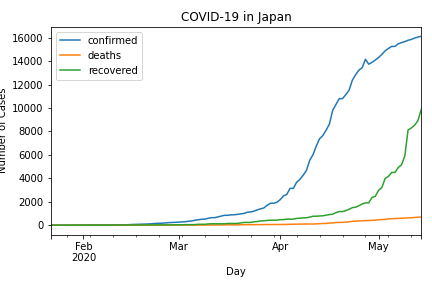 COVID-19 in Japan
confirmed
deaths
recovered
16000
14000
12000
10000
8000
6000
4000
2000
0
Number of Cases
Feb
2020
Mar
Apr
May
Day